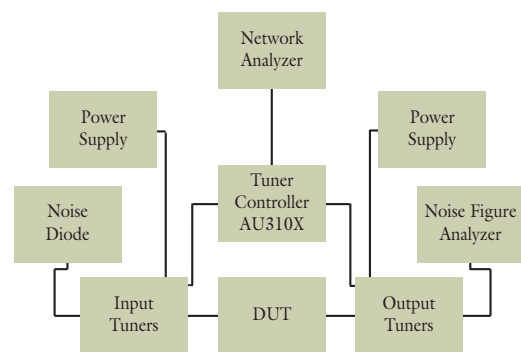 Network
Analyzer
Power
Supply
Power
Supply
Tuner
Controller
AU310X
Noise
Diode
Noise Figure
Analyzer
Input
Tuners
DUT
Output
Tuners